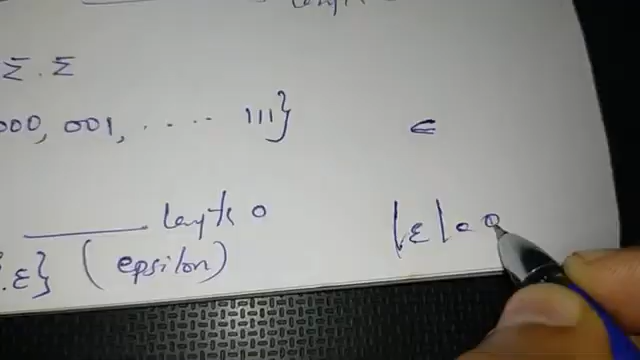 Σ . Σ
000, 001, ..... 111} ϵ
length 0 |ε| = 0
ε} (epsilon)